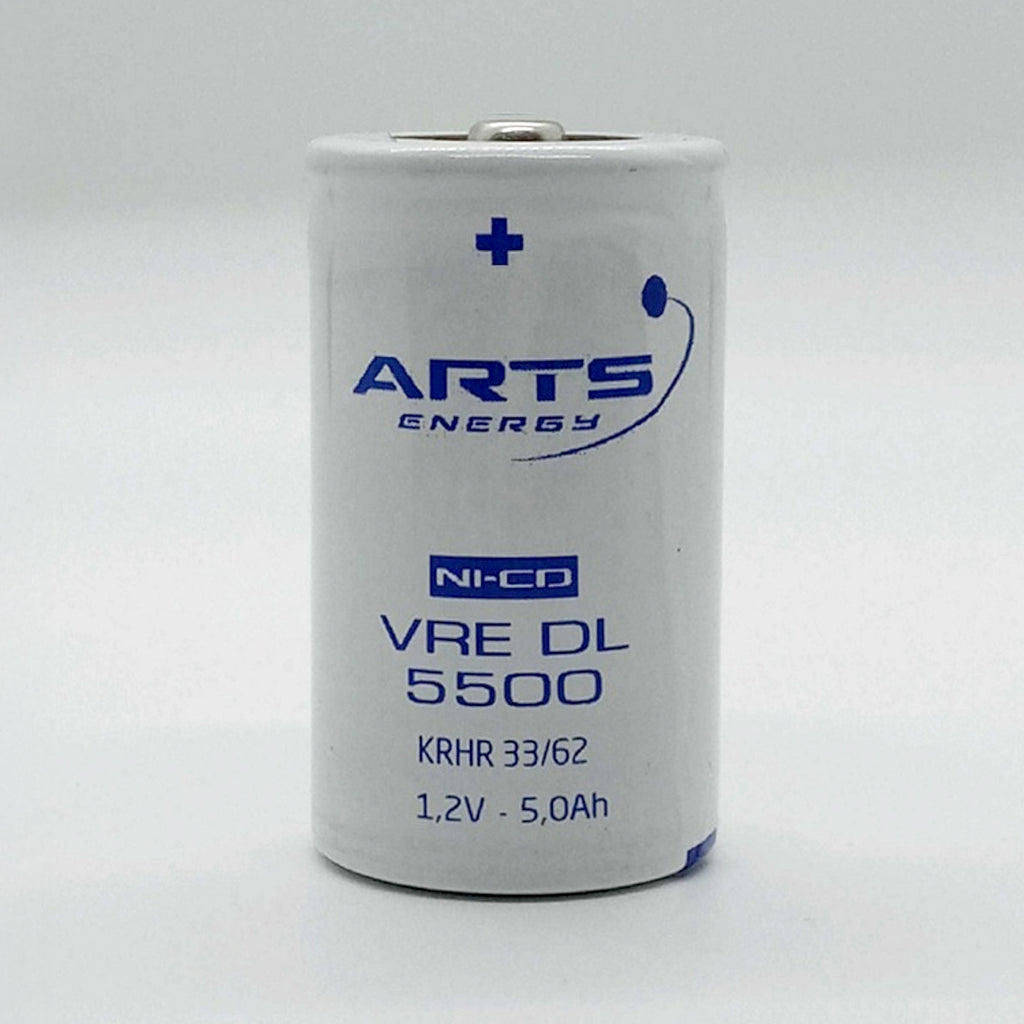 +
ARTS
ENERGY
NI-CD
VRE DL
5500
KRHR 33/62
1,2V - 5,0Ah